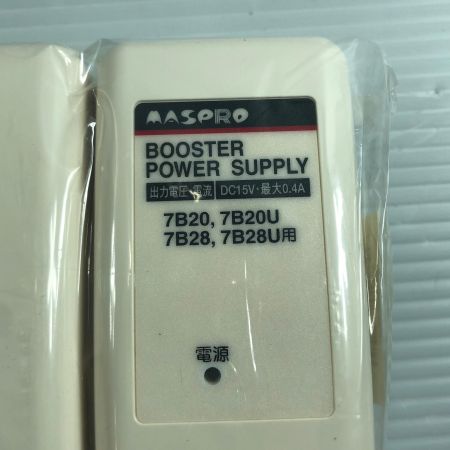 MASPRO
BOOSTER
POWER SUPPLY
出力電圧・電流 DC15V・最大0.4A
7B20, 7B20U
7B28, 7B28U用
電源